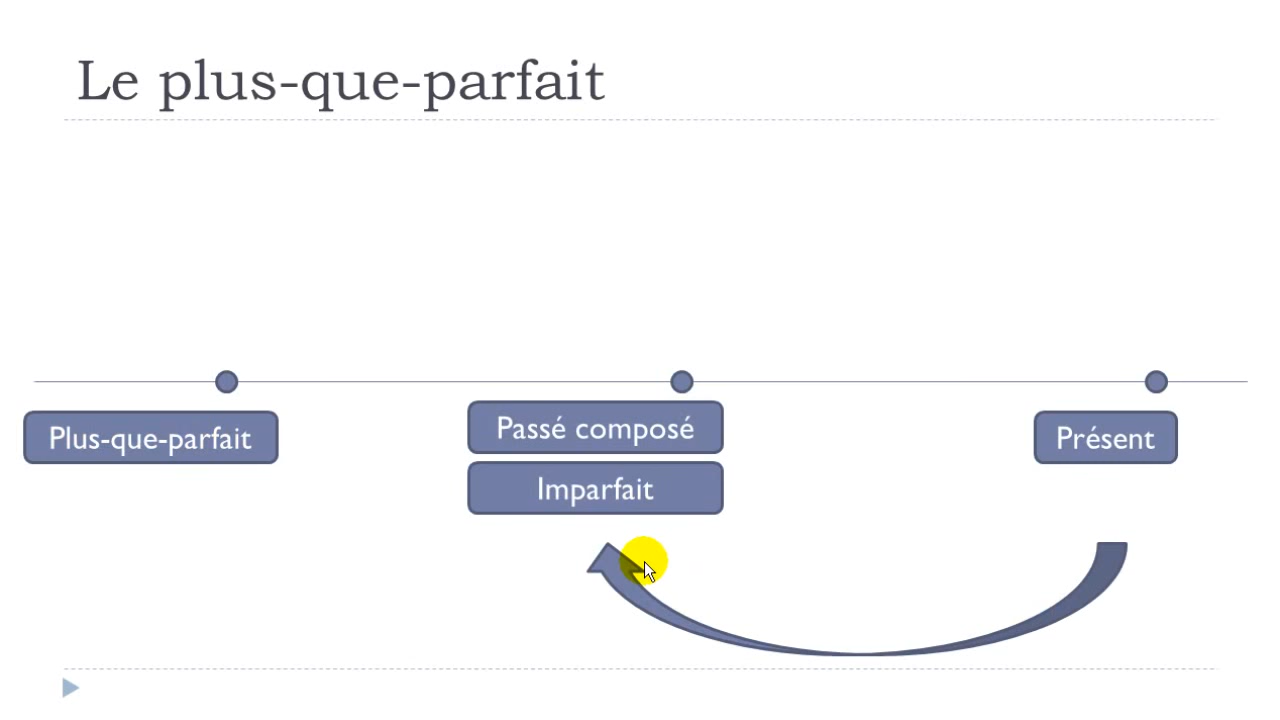 Le plus-que-parfait
Plus-que-parfait
Passé composé
Imparfait
Présent